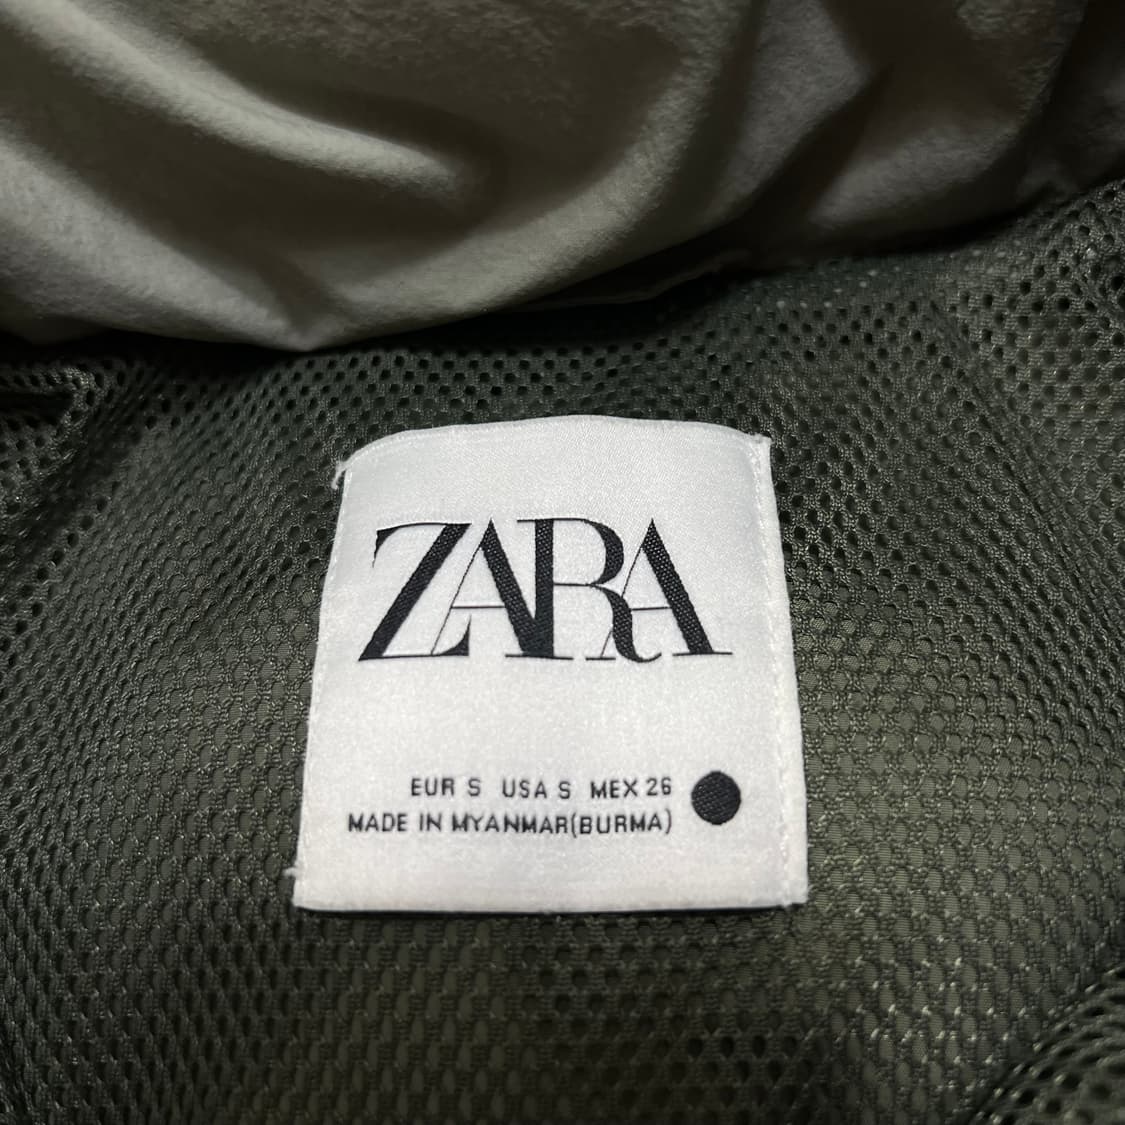 ZARA
EUR S USA S MEX 26
MADE IN MYANMAR(BURMA)